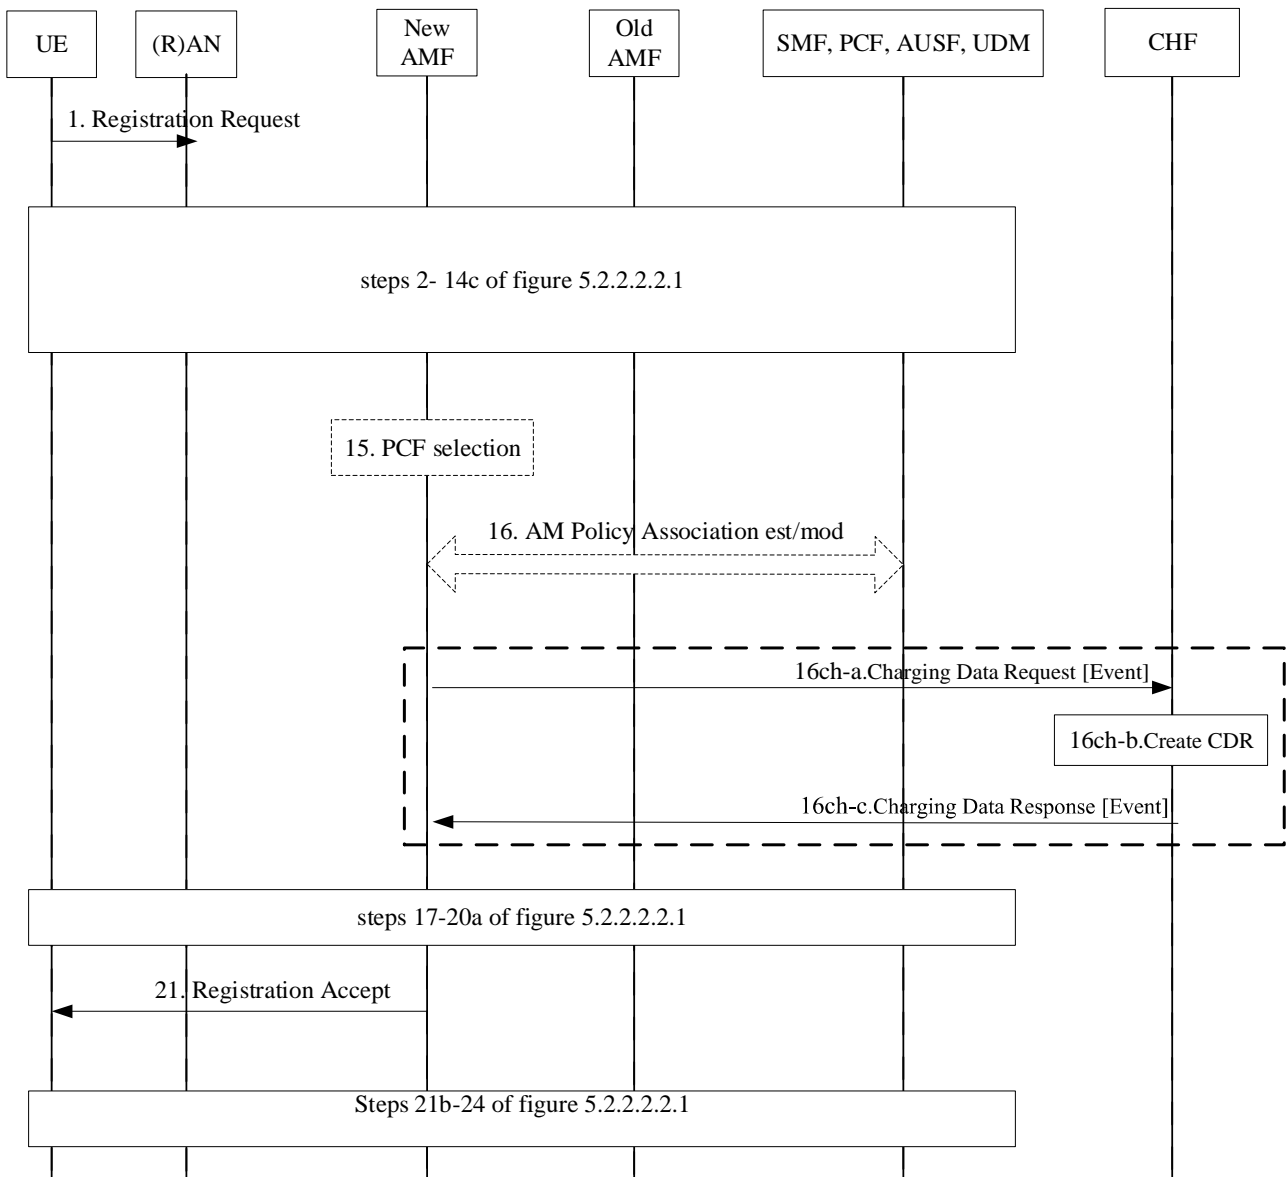 UE
(R)AN
New
AMF
Old
AMF
SMF, PCF, AUSF, UDM
CHF
1. Registration Request
steps 2- 14c of figure 5.2.2.2.2.1
15. PCF selection
16. AM Policy Association est/mod
16ch-a.Charging Data Request [Event]
16ch-b.Create CDR
16ch-c.Charging Data Response [Event]
steps 17-20a of figure 5.2.2.2.2.1
21. Registration Accept
Steps 21b-24 of figure 5.2.2.2.2.1